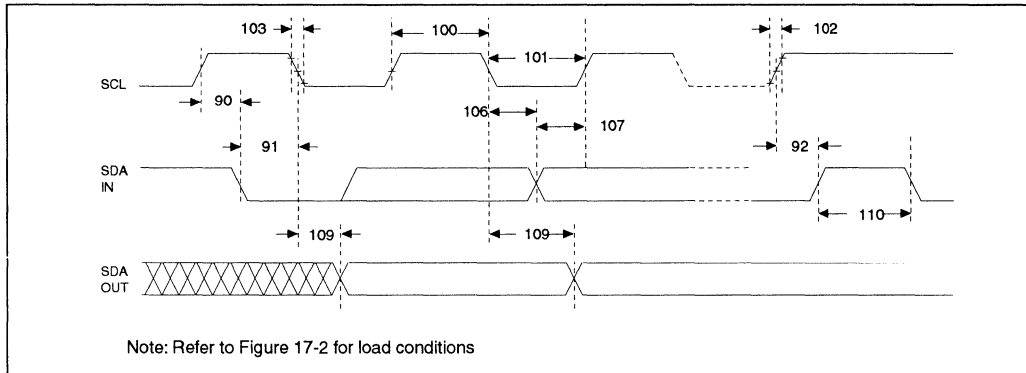 103
100
101
102
SCL
90
106
107
91
92
SDA
IN
110
109
109
SDA
OUT
Note: Refer to Figure 17-2 for load conditions